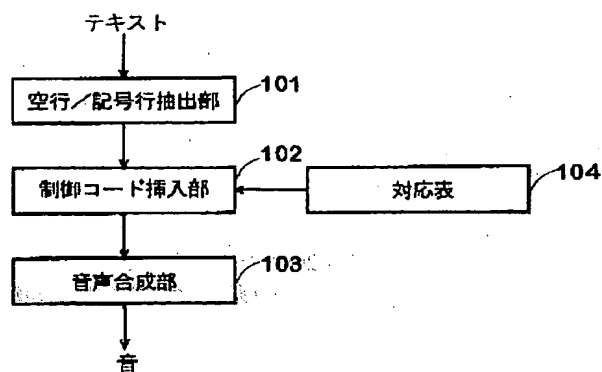 テキスト
空行／記号行抽出部
101
制御コード挿入部
102
対応表
104
音声合成部
103
音